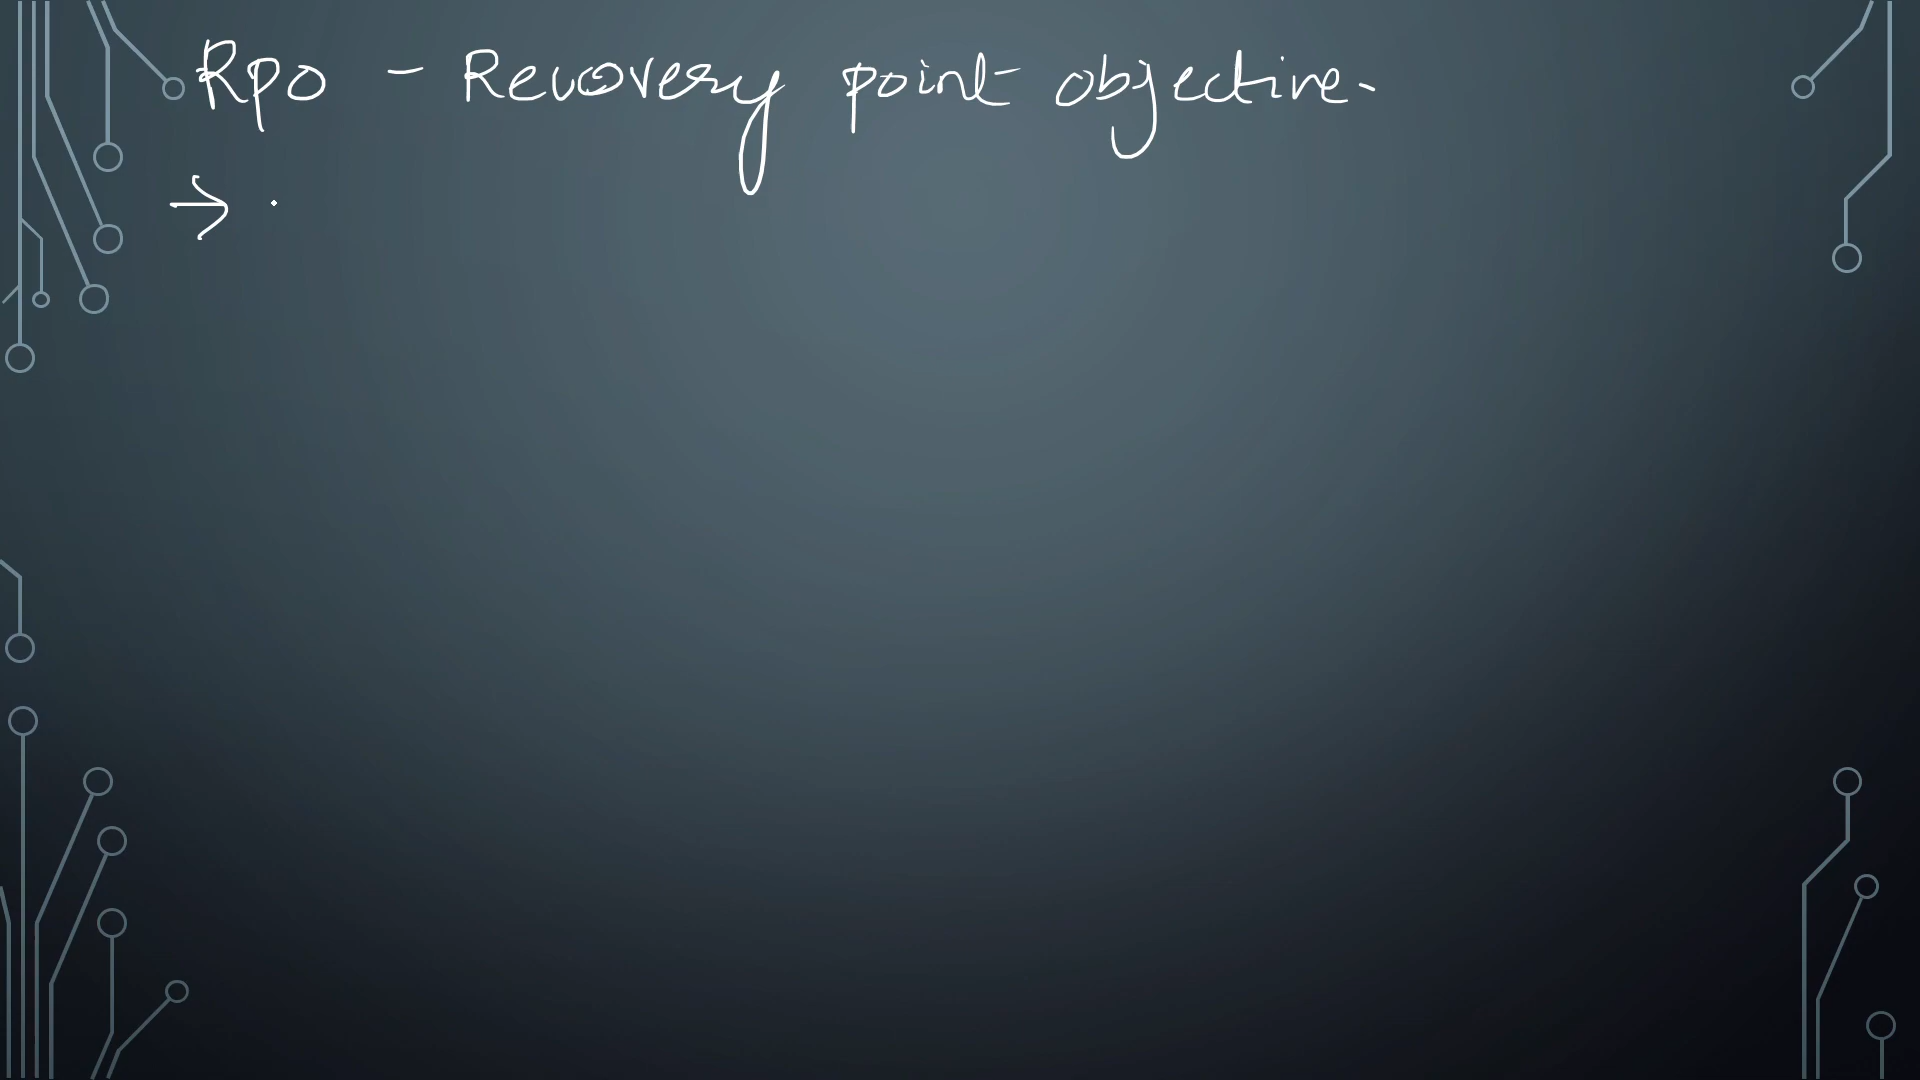 Rpo - Recovery point objective.
→ .